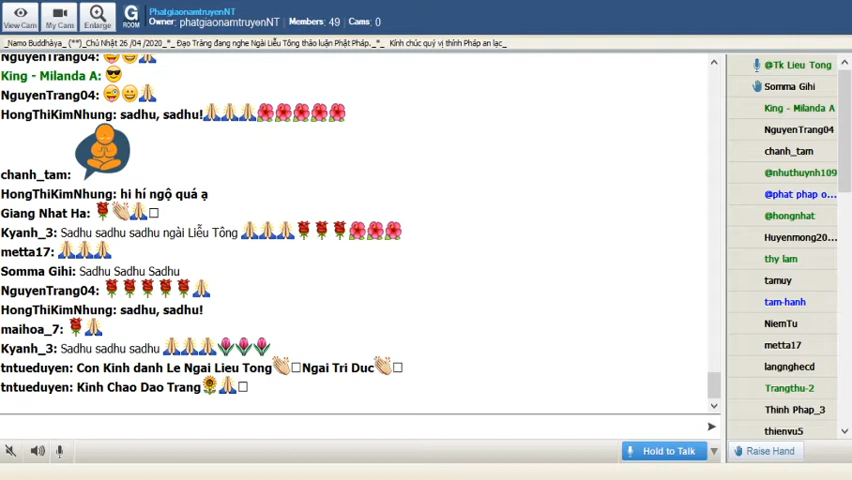 View Cam
My Cam
Enlarge
G
ROOM
PhatgiaonamtruyenNT
Owner: phatgiaonamtruyenNT Members: 49 Cams: 0
_Namo Buddhàya_ (**)_Chủ Nhật 26 /04 /2020_*_ Đạo Tràng đang nghe Ngài Liễu Tông thảo luận Phật Pháp._*_ Kính chúc quý vị thính Pháp an lạc_
NguyenTrang04:
King - Milanda A:
NguyenTrang04:
HongThiKimNhung: sadhu, sadhu!
chanh_tam:
HongThiKimNhung: hi hí ngộ quá ạ
Giang Nhat Ha:
Kyanh_3: Sadhu sadhu sadhu ngài Liễu Tông
metta17:
Somma Gihi: Sadhu Sadhu Sadhu
NguyenTrang04:
HongThiKimNhung: sadhu, sadhu!
maihoa_7:
Kyanh_3: Sadhu sadhu sadhu
tntueduyen: Con Kinh danh Le Ngai Lieu Tong Ngai Tri Duc
tntueduyen: Kinh Chao Dao Trang
@Tk Lieu Tong
Somma Gihi
King - Milanda A
NguyenTrang04
chanh_tam
@nhuthuynh109
@phat phap o...
@hongnhat
Huyenmong20...
thy lam
tamuy
tam-hanh
NiemTu
metta17
langnghecd
Trangthu-2
Thinh Phap_3
thienvu5
Hold to Talk
Raise Hand